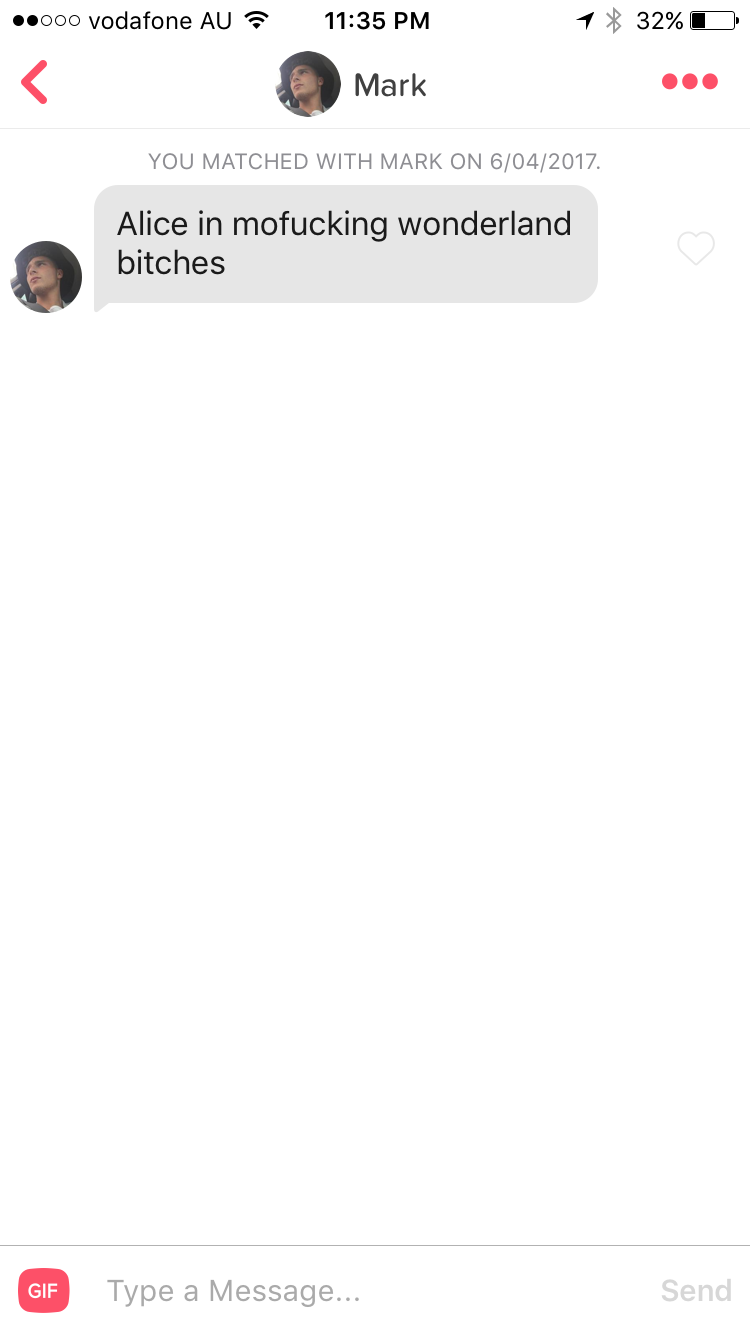 vodafone AU 11:35 PM 32%
Mark
YOU MATCHED WITH MARK ON 6/04/2017.
Alice in mofucking wonderland
bitches
GIF Type a Message... Send